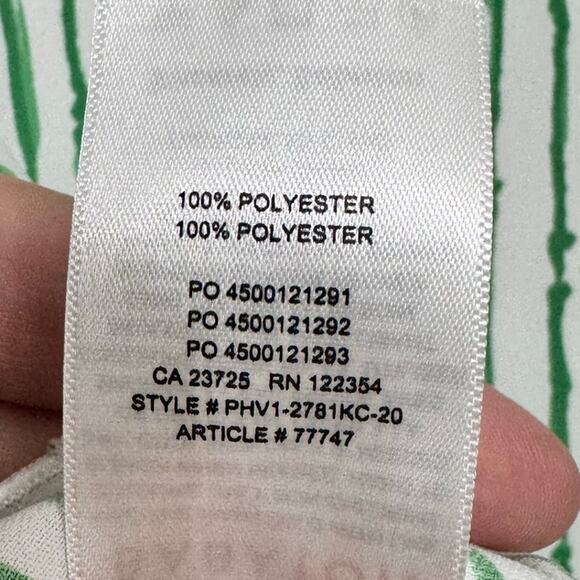 100% POLYESTER
100% POLYESTER
PO 4500121291
PO 4500121292
PO 4500121293
CA 23725 RN 122354
STYLE # PHV1-2781KC-20
ARTICLE # 77747